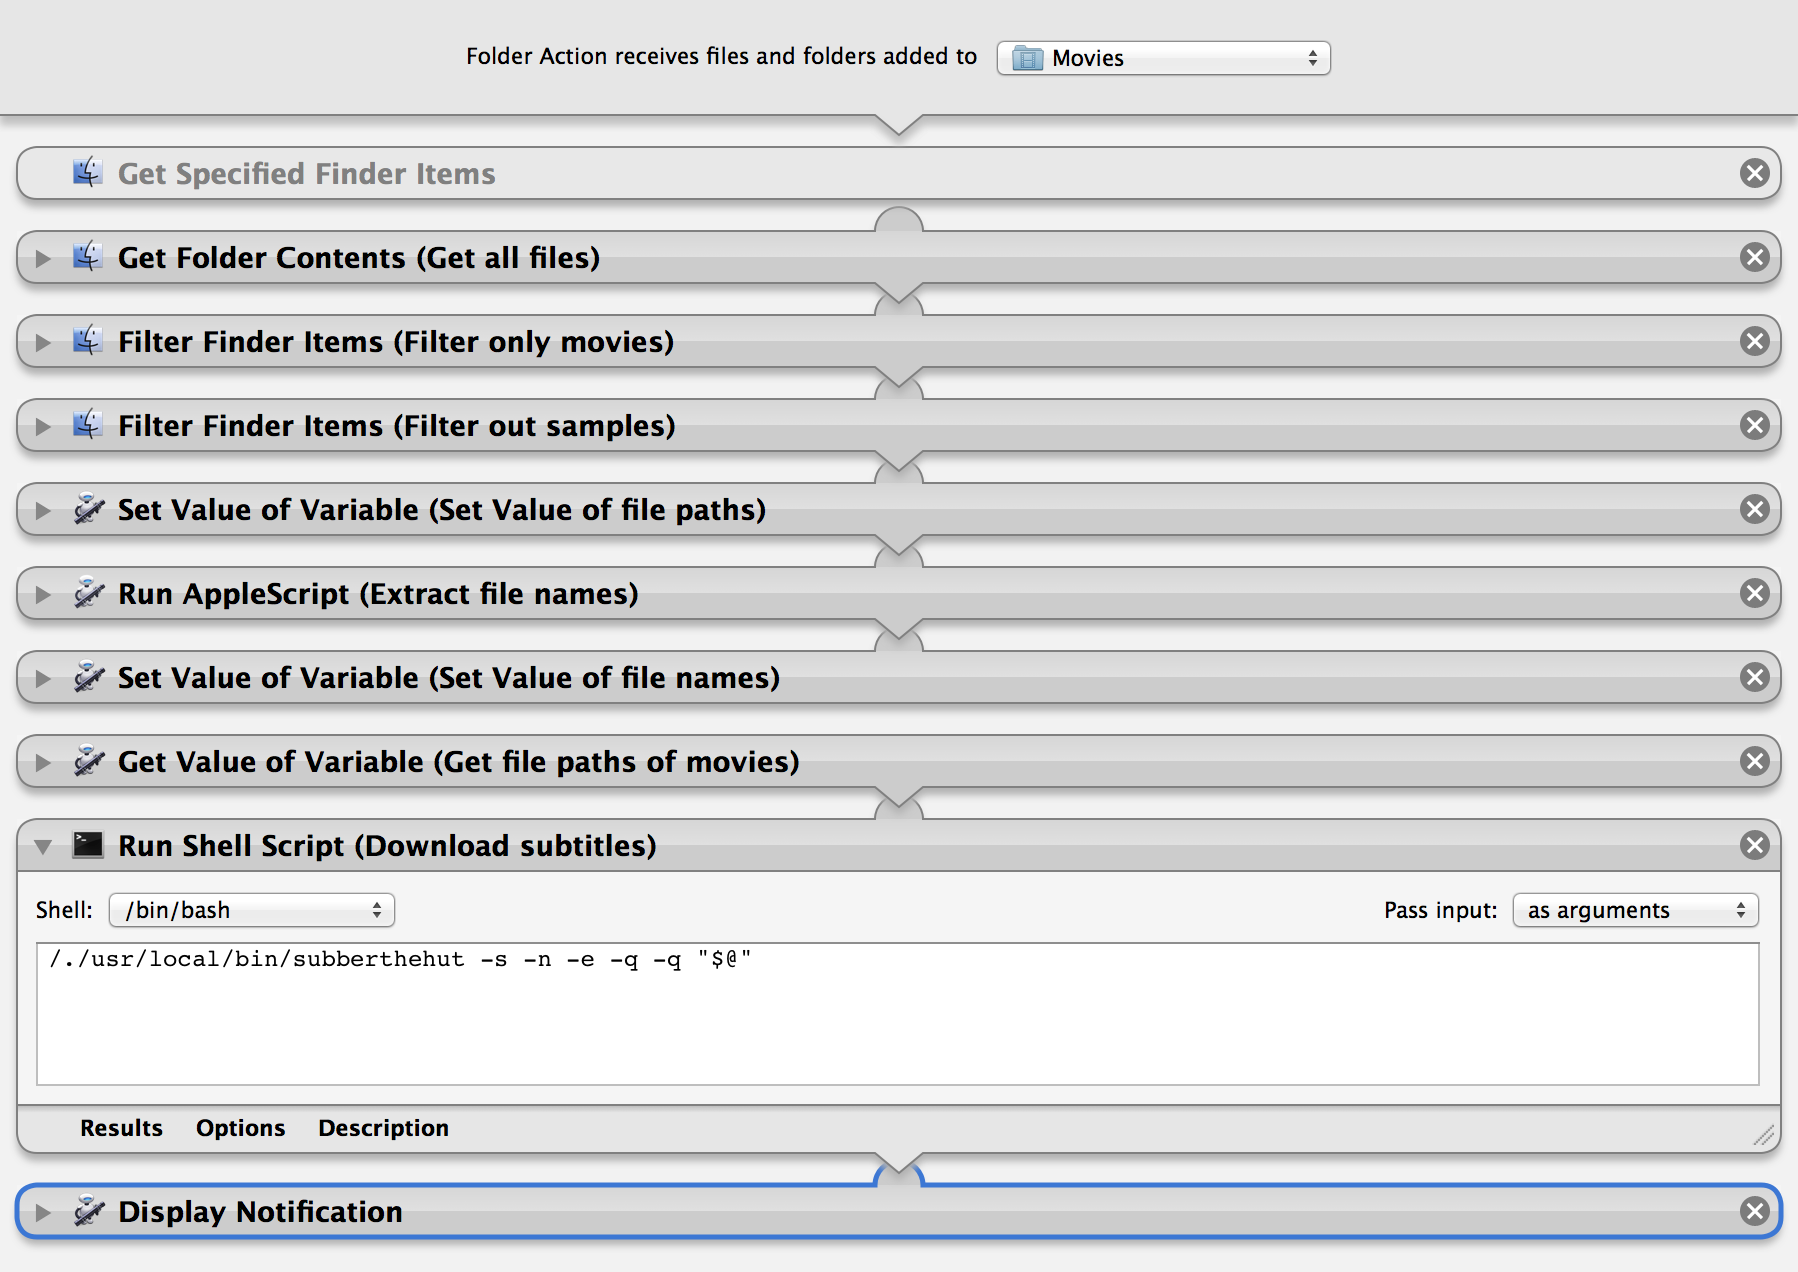 Folder Action receives files and folders added to Movies
Get Specified Finder Items
Get Folder Contents (Get all files)
Filter Finder Items (Filter only movies)
Filter Finder Items (Filter out samples)
Set Value of Variable (Set Value of file paths)
Run AppleScript (Extract file names)
Set Value of Variable (Set Value of file names)
Get Value of Variable (Get file paths of movies)
Run Shell Script (Download subtitles)
Shell: /bin/bash Pass input: as arguments
/./usr/local/bin/subberthehut -s -n -e -q -q "$@"
Results Options Description
Display Notification